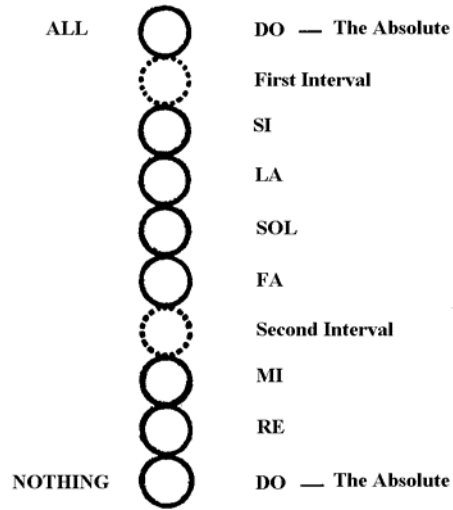 ALL DO — The Absolute
First Interval
SI
LA
SOL
FA
Second Interval
MI
RE
NOTHING DO — The Absolute